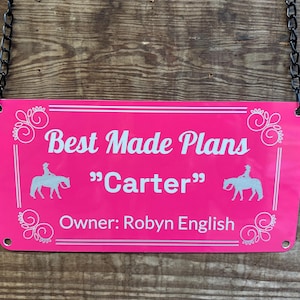 Best Made Plans
”Carter”
Owner: Robyn English